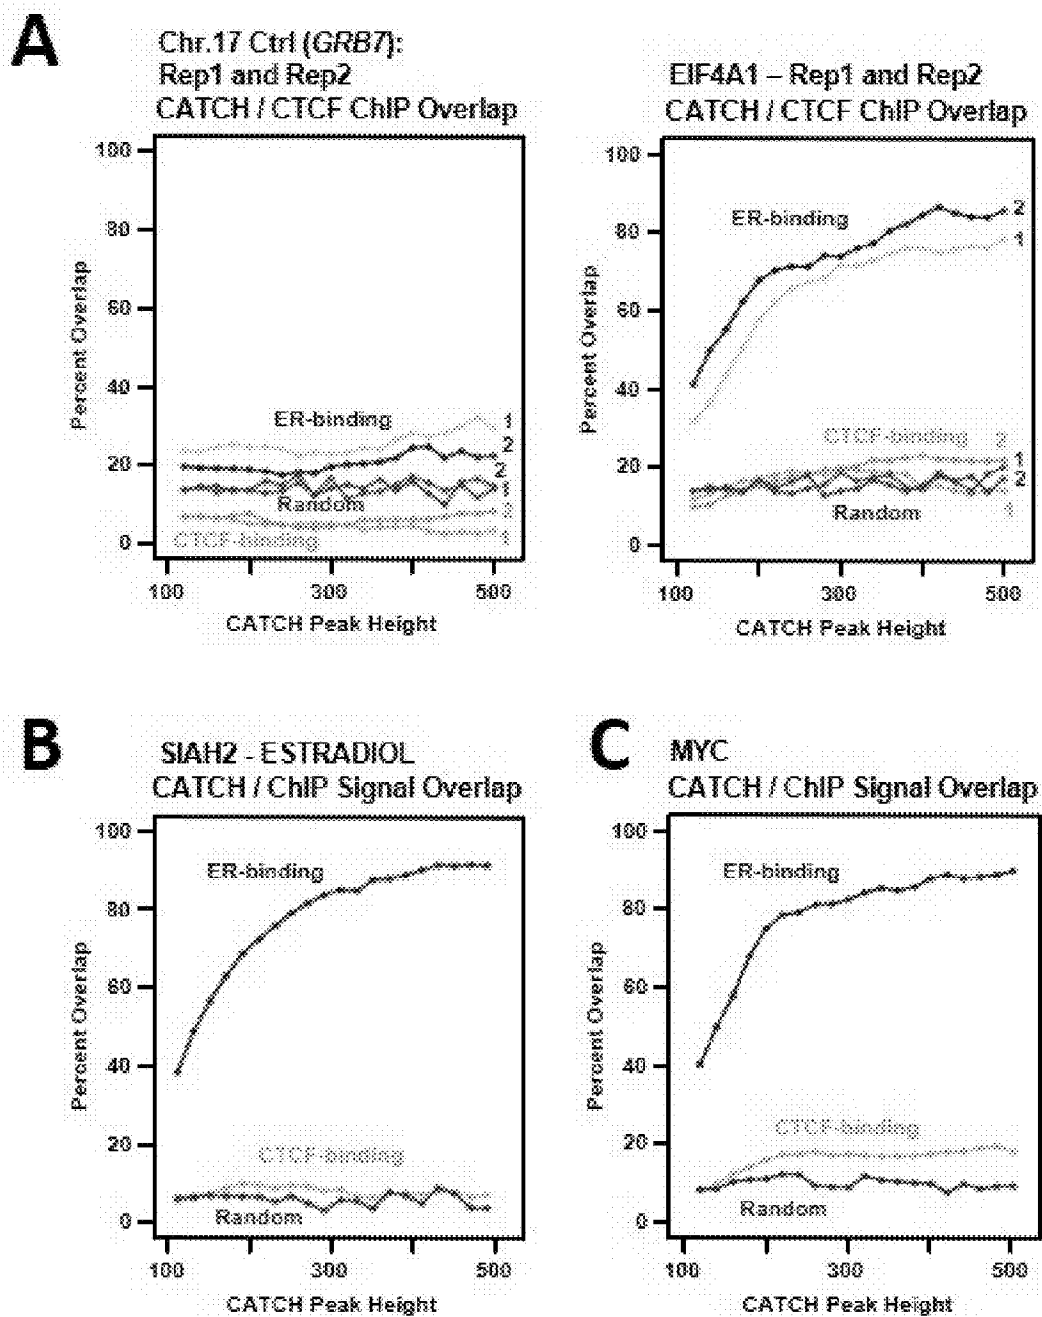 A
Chr.17 Ctrl (GRB7):
Rep1 and Rep2
CATCH / CTCF ChIP Overlap
100
80
60
40
20
0
Percent Overlap
ER-binding
1
2
2
1
Random
2
CTCF-binding
1
100
300
500
CATCH Peak Height
EIF4A1 – Rep1 and Rep2
CATCH / CTCF ChIP Overlap
100
80
60
40
20
0
Percent Overlap
ER-binding
2
1
CTCF-binding
2
1
2
Random
1
100
300
500
CATCH Peak Height
B
SIAH2 - ESTRADIOL
CATCH / ChIP Signal Overlap
100
80
60
40
20
0
Percent Overlap
ER-binding
CTCF-binding
Random
100
300
500
CATCH Peak Height
C
MYC
CATCH / ChIP Signal Overlap
100
80
60
40
20
0
Percent Overlap
ER-binding
CTCF-binding
Random
100
300
500
CATCH Peak Height